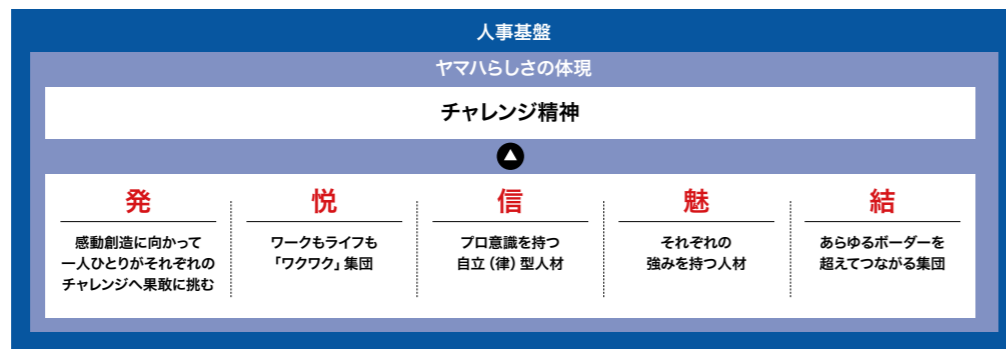 人事基盤
ヤマハらしさの体現
チャレンジ精神
発
感動創造に向かって
一人ひとりがそれぞれの
チャレンジへ果敢に挑む
悦
ワークもライフも
「ワクワク」集団
信
プロ意識を持つ
自立（律）型人材
魅
それぞれの
強みを持つ人材
結
あらゆるボーダーを
超えてつながる集団